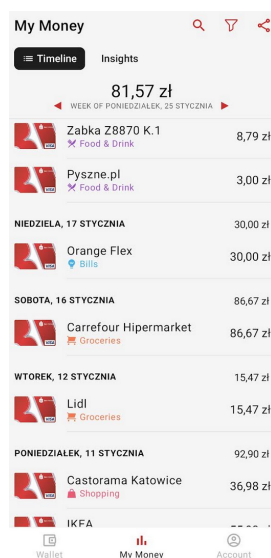 My Money
Timeline
Insights
81,57 zł
WEEK OF PONIEDZIAŁEK, 25 STYCZNIA
Zabka Z8870 K.1
8,79 zł
Food & Drink
Pyszne.pl
3,00 zł
Food & Drink
NIEDZIELA, 17 STYCZNIA
30,00 zł
Orange Flex
30,00 zł
Bills
SOBOTA, 16 STYCZNIA
86,67 zł
Carrefour Hipermarket
86,67 zł
Groceries
WTOREK, 12 STYCZNIA
15,47 zł
Lidl
15,47 zł
Groceries
PONIEDZIAŁEK, 11 STYCZNIA
92,90 zł
Castorama Katowice
36,98 zł
Shopping
IKEA
Wallet
My Money
Account